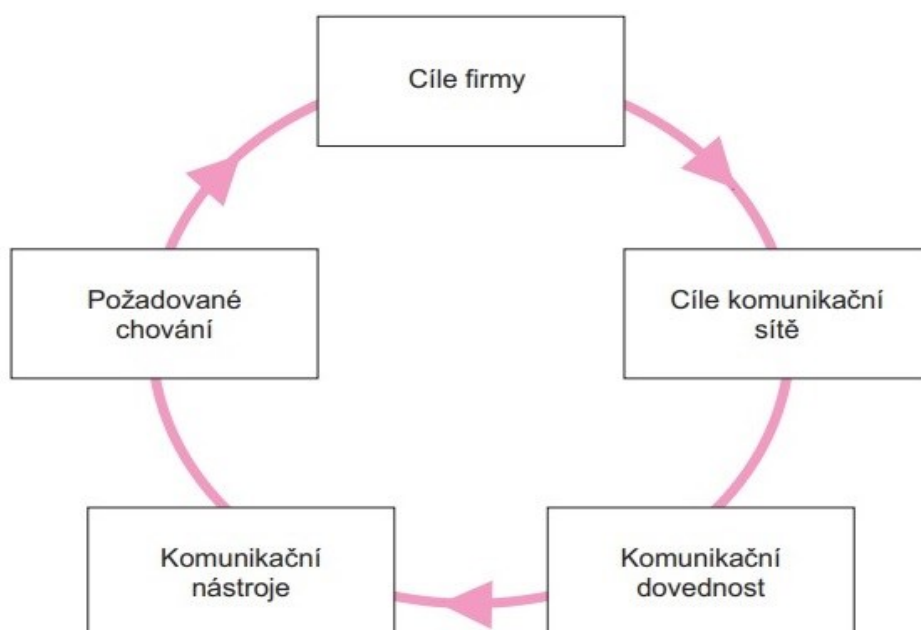 Cíle firmy
Požadované
chování
Cíle komunikační
sítě
Komunikační
nástroje
Komunikační
dovednost